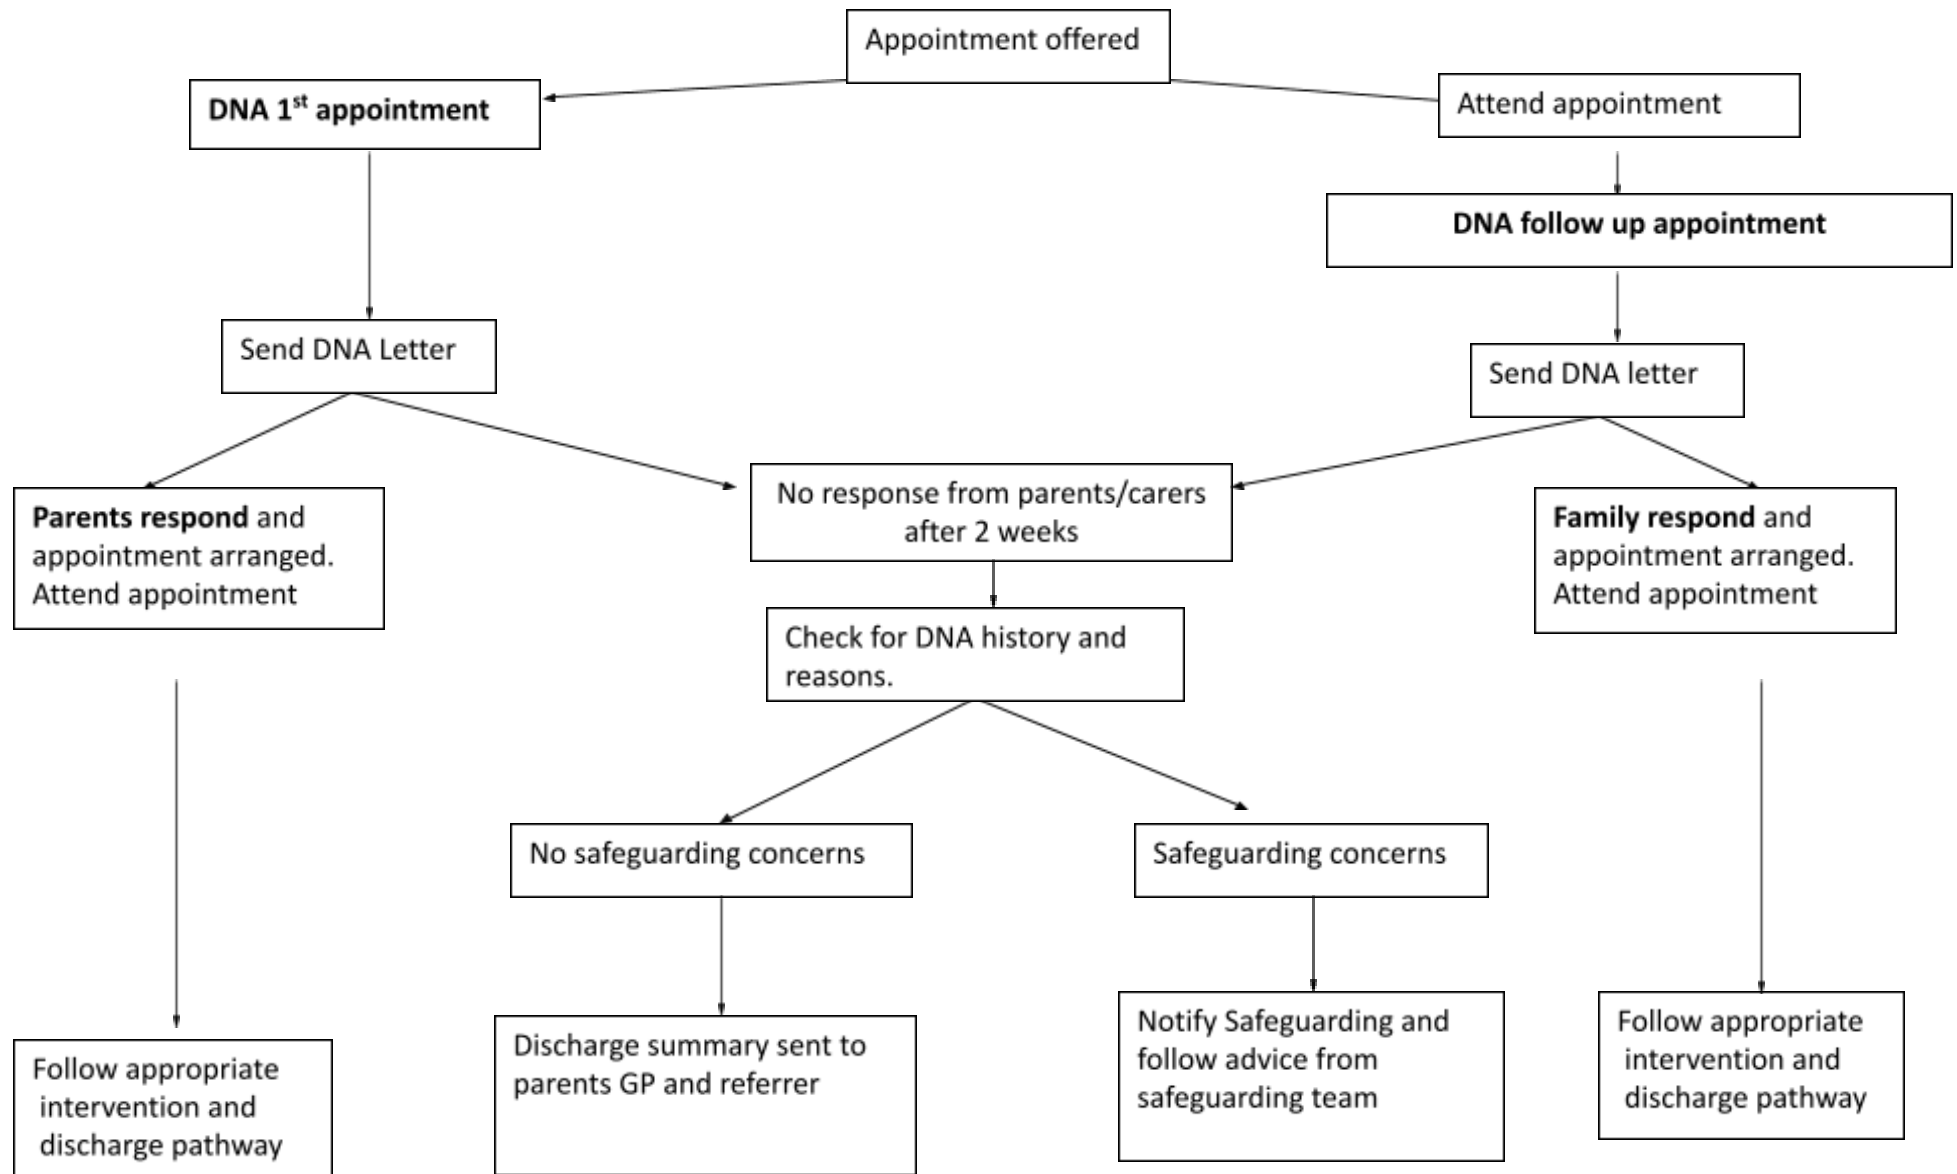 Appointment offered
DNA 1st appointment
Attend appointment
DNA follow up appointment
Send DNA Letter
Send DNA letter
Parents respond and
appointment arranged.
Attend appointment
No response from parents/carers
after 2 weeks
Family respond and
appointment arranged.
Attend appointment
Check for DNA history and
reasons.
No safeguarding concerns
Safeguarding concerns
Follow appropriate
intervention and
discharge pathway
Discharge summary sent to
parents GP and referrer
Notify Safeguarding and
follow advice from
safeguarding team
Follow appropriate
intervention and
discharge pathway